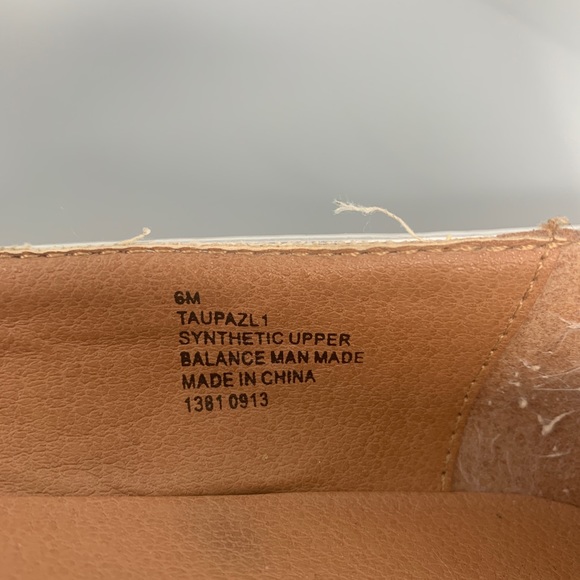 6M
TAUPAZL1
SYNTHETIC UPPER
BALANCE MAN MADE
MADE IN CHINA
1381 0913